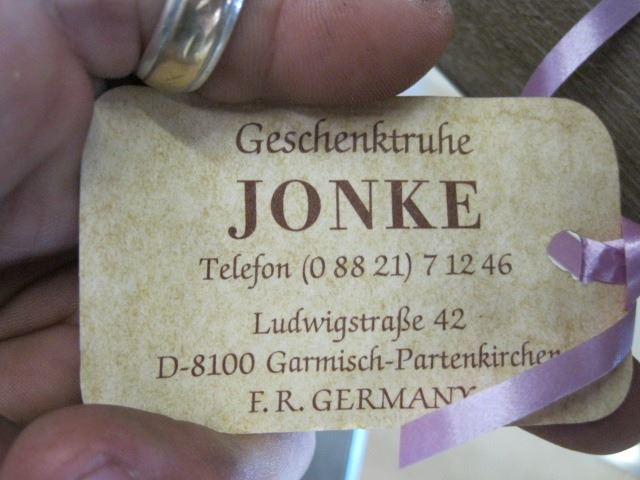 Geschenktruhe
JONKE
Telefon (0 88 21) 7 12 46
Ludwigstraße 42
D-8100 Garmisch-Partenkirchen
F. R. GERMANY